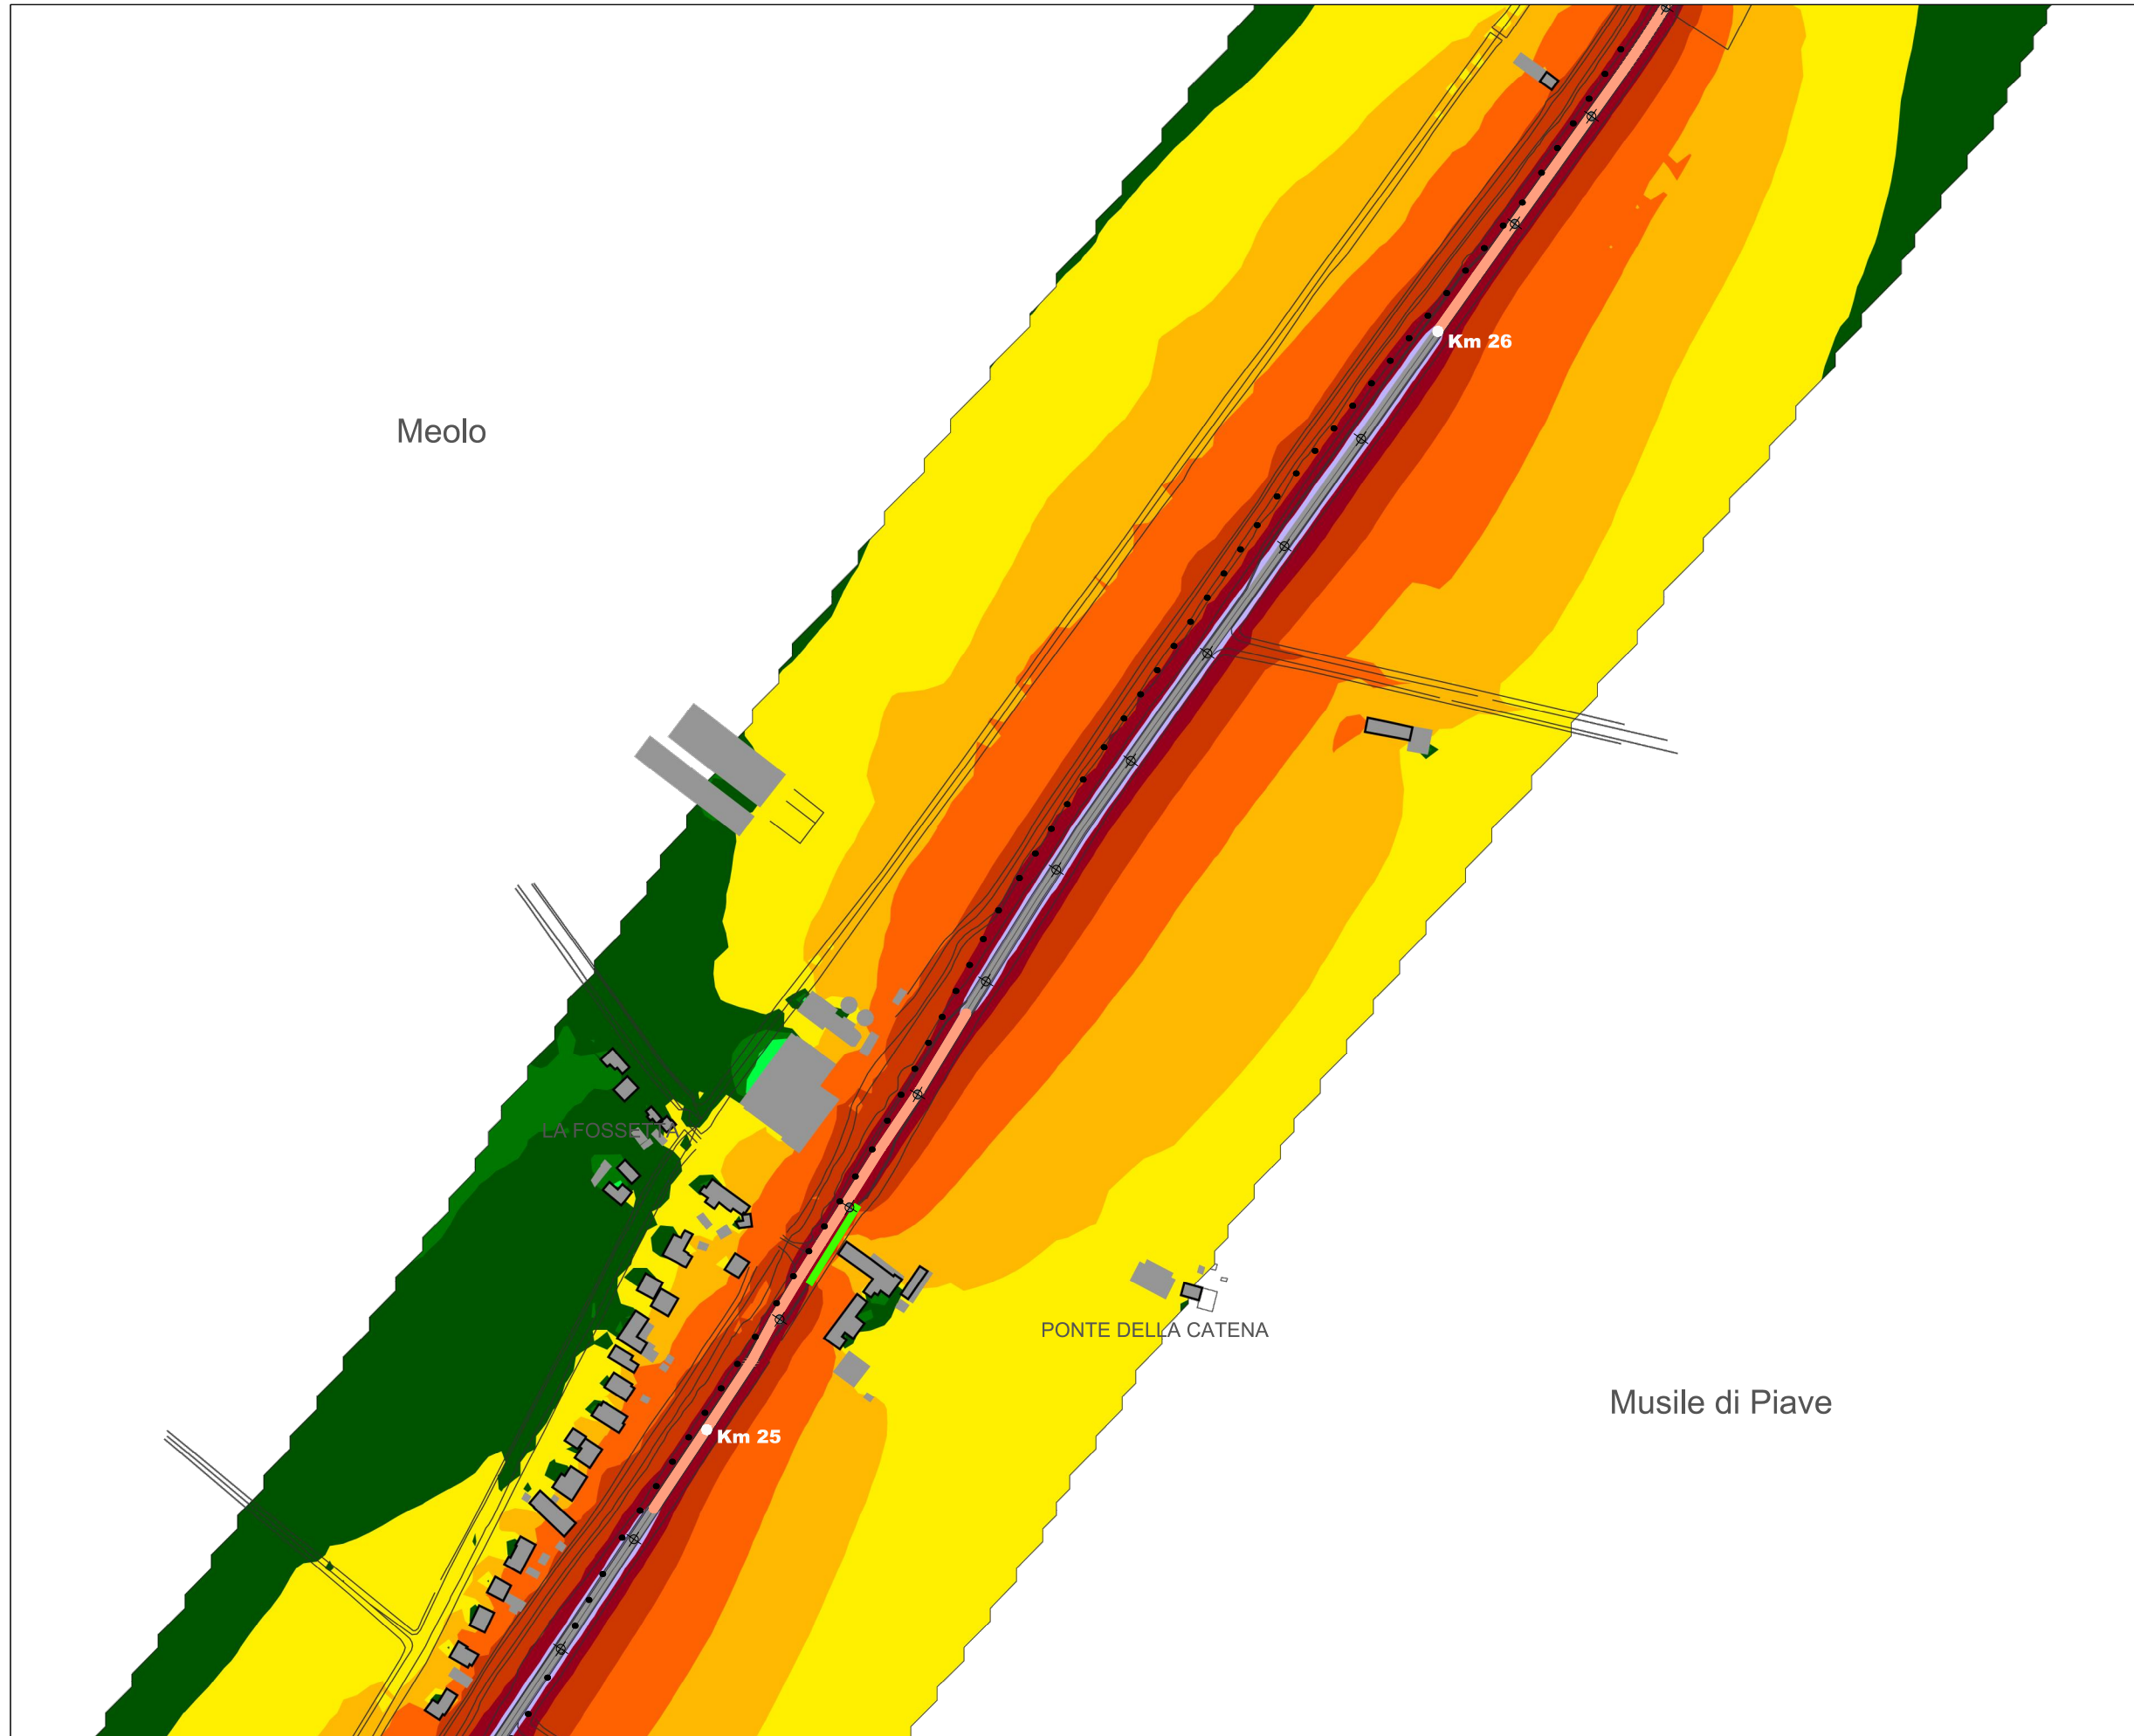 Km 26
Meolo
LA FOSSETTA
PONTE DELLA CATENA
Musile di Piave
Km 25